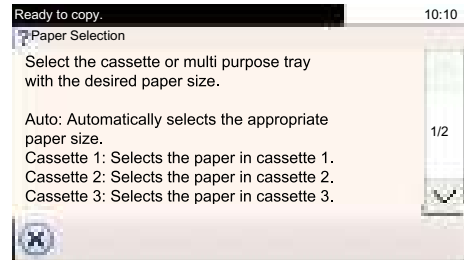 Ready to copy.
10:10
Paper Selection
Select the cassette or multi purpose tray
with the desired paper size.
Auto: Automatically selects the appropriate
paper size.
1/2
Cassette 1: Selects the paper in cassette 1.
Cassette 2: Selects the paper in cassette 2.
Cassette 3: Selects the paper in cassette 3.